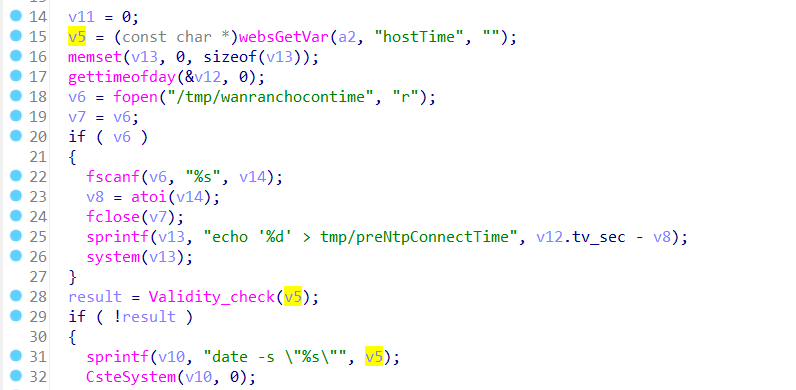 14 v11 = 0;
15 v5 = (const char *)websGetVar(a2, "hostTime", "");
16 memset(v13, 0, sizeof(v13));
17 gettimeofday(&v12, 0);
18 v6 = fopen("/tmp/wanranchocontime", "r");
19 v7 = v6;
20 if ( v6 )
21 {
22 fscanf(v6, "%s", v14);
23 v8 = atoi(v14);
24 fclose(v7);
25 sprintf(v13, "echo '%d' > tmp/preNtpConnectTime", v12.tv_sec - v8);
26 system(v13);
27 }
28 result = Validity_check(v5);
29 if ( !result )
30 {
31 sprintf(v10, "date -s \"%s\"", v5);
32 CsteSystem(v10, 0);